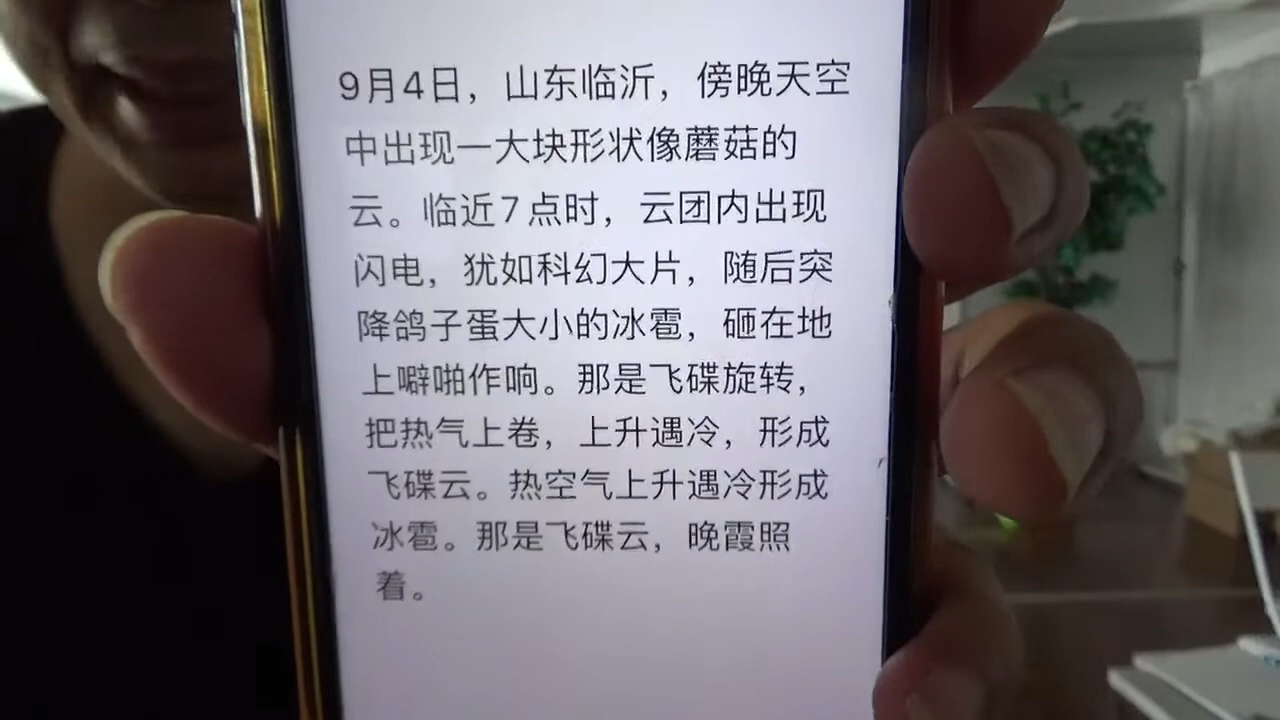 9月4日，山东临沂，傍晚天空
中出现一大块形状像蘑菇的
云。临近7点时，云团内出现
闪电，犹如科幻大片，随后突
降鸽子蛋大小的冰雹，砸在地
上噼啪作响。那是飞碟旋转，
把热气上卷，上升遇冷，形成
飞碟云。热空气上升遇冷形成
冰雹。那是飞碟云，晚霞照
着。